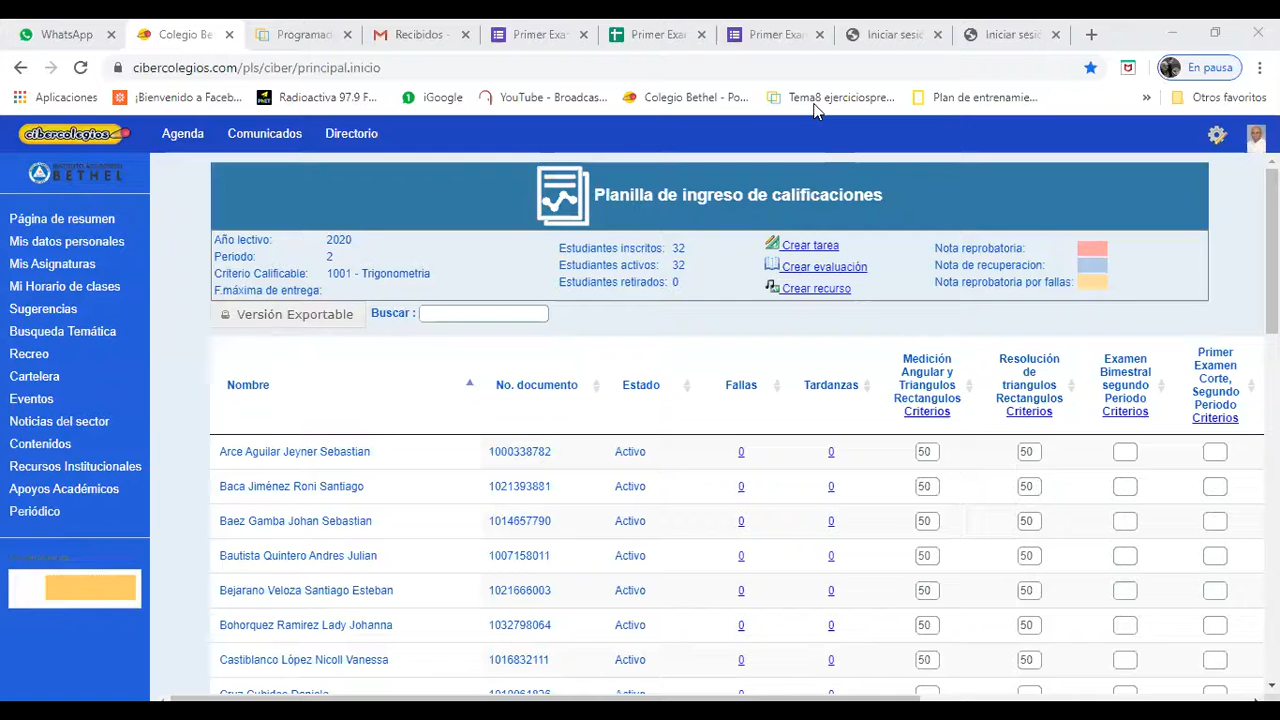 WhatsApp
Colegio Be
Programad
Recibidos -
Primer Exa
Primer Exar
Primer Exa
Iniciar sesió
Iniciar sesió
cibercolegios.com/pls/ciber/principal.inicio
En pausa
Aplicaciones
¡Bienvenido a Faceb...
Radioactiva 97.9 F...
iGoogle
YouTube - Broadcas...
Colegio Bethel - Po...
Tema8 ejerciciospre...
Plan de entrenamie...
»
Otros favoritos
cibercolegios
Agenda
Comunicados
Directorio
BETHEL
Página de resumen
Mis datos personales
Mis Asignaturas
Mi Horario de clases
Sugerencias
Busqueda Temática
Recreo
Cartelera
Eventos
Noticias del sector
Contenidos
Recursos Institucionales
Apoyos Académicos
Periódico
Planilla de ingreso de calificaciones
Año lectivo: 2020
Periodo: 2
Criterio Calificable: 1001 - Trigonometria
F.máxima de entrega:
Estudiantes inscritos: 32
Estudiantes activos: 32
Estudiantes retirados: 0
Crear tarea
Crear evaluación
Crear recurso
Nota reprobatoria:
Nota de recuperacion:
Nota reprobatoria por fallas:
Versión Exportable
Buscar :
Nombre
No. documento
Estado
Fallas
Tardanzas
Medición
Angular y
Triangulos
Rectangulos
Criterios
Resolución
de
triangulos
Rectangulos
Criterios
Examen
Bimestral
segundo
Periodo
Criterios
Primer
Examen
Corte,
Segundo
Periodo
Criterios
Arce Aguilar Jeyner Sebastian 1000338782 Activo 0 0 50 50
Baca Jiménez Roni Santiago 1021393881 Activo 0 0 50 50
Baez Gamba Johan Sebastian 1014657790 Activo 0 0 50 50
Bautista Quintero Andres Julian 1007158011 Activo 0 0 50 50
Bejarano Veloza Santiago Esteban 1021666003 Activo 0 0 50 50
Bohorquez Ramirez Lady Johanna 1032798064 Activo 0 0 50 50
Castiblanco López Nicoll Vanessa 1016832111 Activo 0 0 50 50